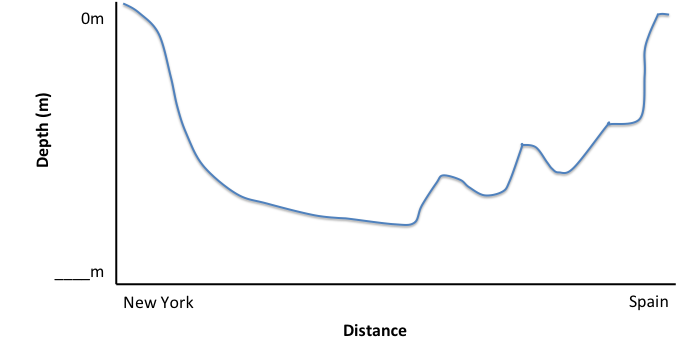 0m
Depth (m)
____m
New York
Spain
Distance